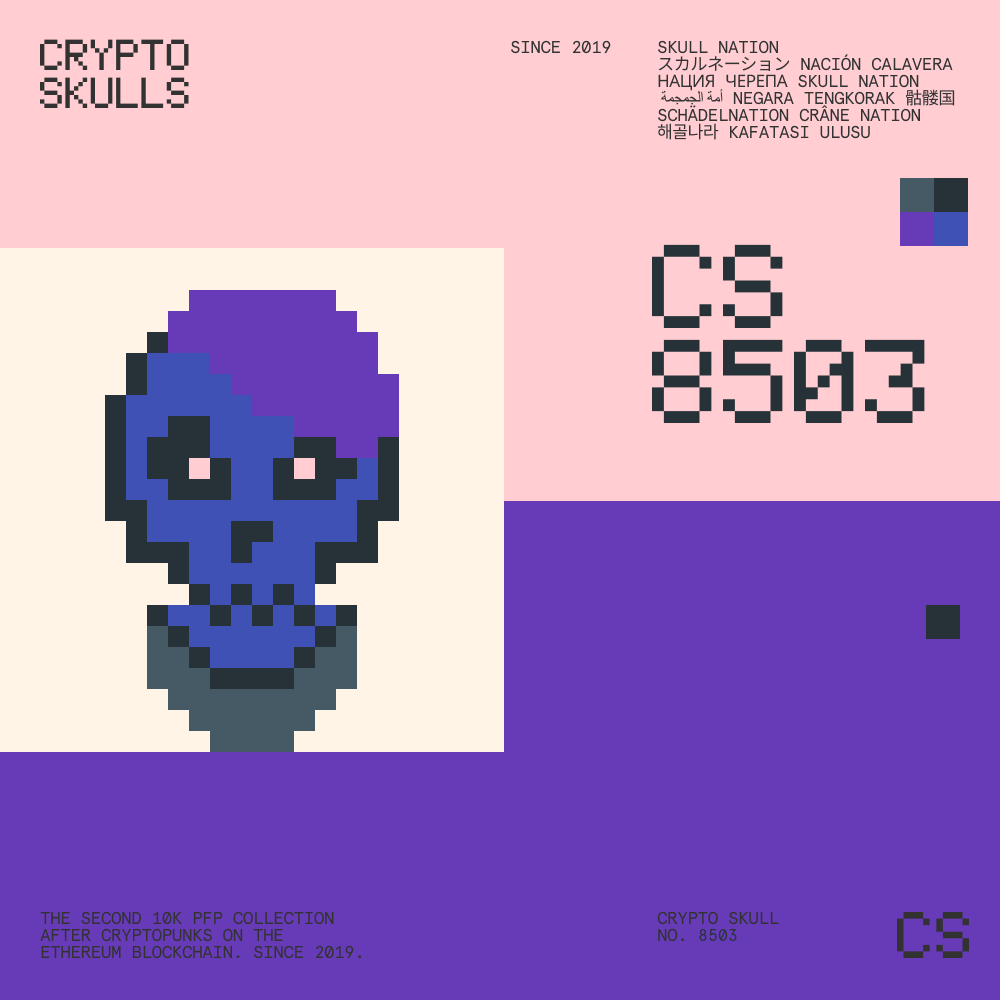 CRYPTO
SKULLS
SINCE 2019
SKULL NATION
スカルネーション NACIÓN CALAVERA
НАЦИЯ ЧЕРЕПА SKULL NATION
أمة الجمجمة NEGARA TENGKORAK 骷髅国
SCHÄDELNATION CRÂNE NATION
해골나라 KAFATASI ULUSU
CS
8503
THE SECOND 10K PFP COLLECTION
AFTER CRYPTOPUNKS ON THE
ETHEREUM BLOCKCHAIN. SINCE 2019.
CRYPTO SKULL
NO. 8503
CS